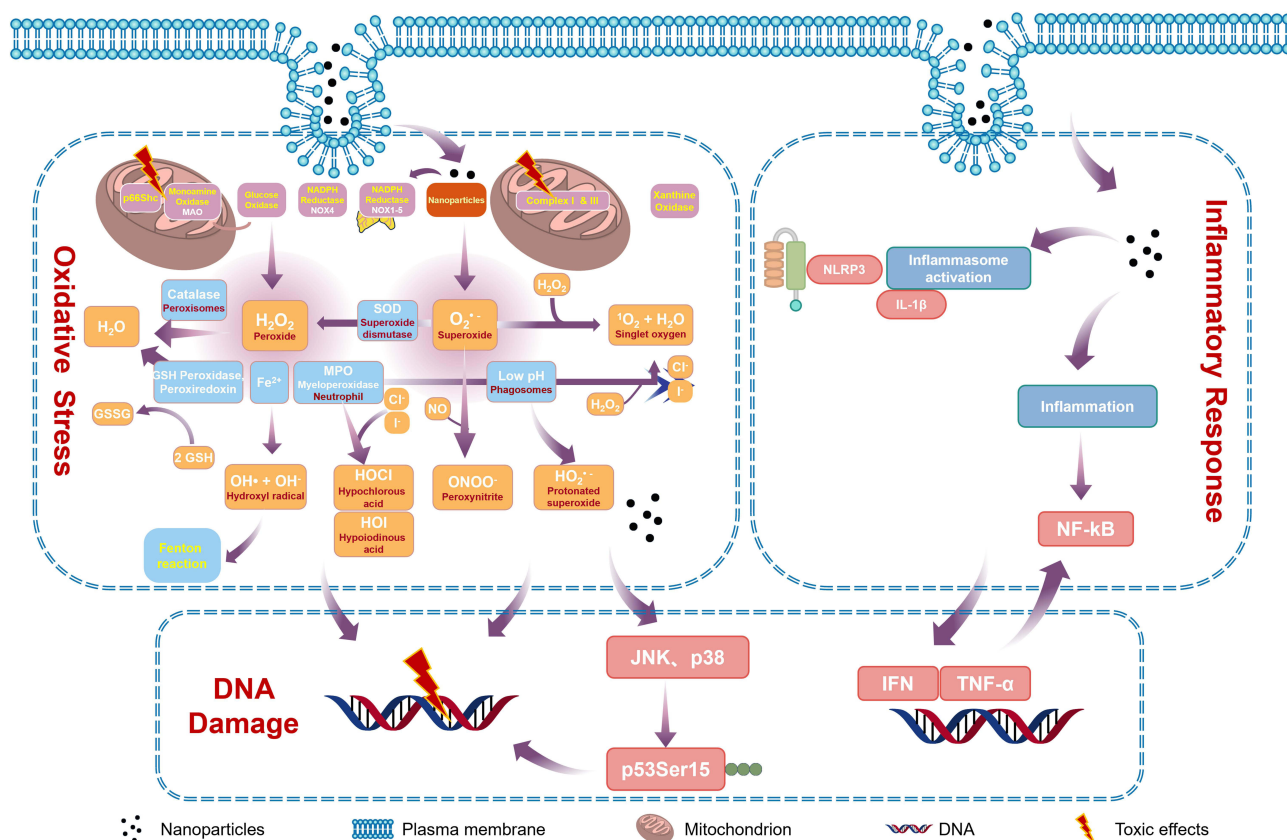 p66Shc
Monoamine
Oxidase
MAO
Glucose
Oxidase
NADPH
Reductase
NOX4
NADPH
Reductase
NOX1-5
Nanoparticles
Complex I & III
Xanthine
Oxidase
Oxidative Stress
Catalase
Peroxisomes
H₂O
H₂O₂
Peroxide
SOD
Superoxide
dismutase
O₂•-
Superoxide
H₂O₂
¹O₂ + H₂O
Singlet oxygen
GSH Peroxidase,
Peroxiredoxin
Fe²⁺
MPO
Myeloperoxidase
Neutrophil
Cl⁻
I⁻
NO
Low pH
Phagosomes
H₂O₂
Cl⁻
I⁻
GSSG
2 GSH
OH• + OH⁻
Hydroxyl radical
HOCl
Hypochlorous
acid
HOI
Hypoiodinous
acid
ONOO⁻
Peroxynitrite
HO₂•-
Protonated
superoxide
Fenton
reaction
Inflammatory Response
NLRP3
Inflammasome
activation
IL-1β
Inflammation
NF-kB
DNA
Damage
JNK、p38
p53Ser15
IFN
TNF-α
Nanoparticles
Plasma membrane
Mitochondrion
DNA
Toxic effects